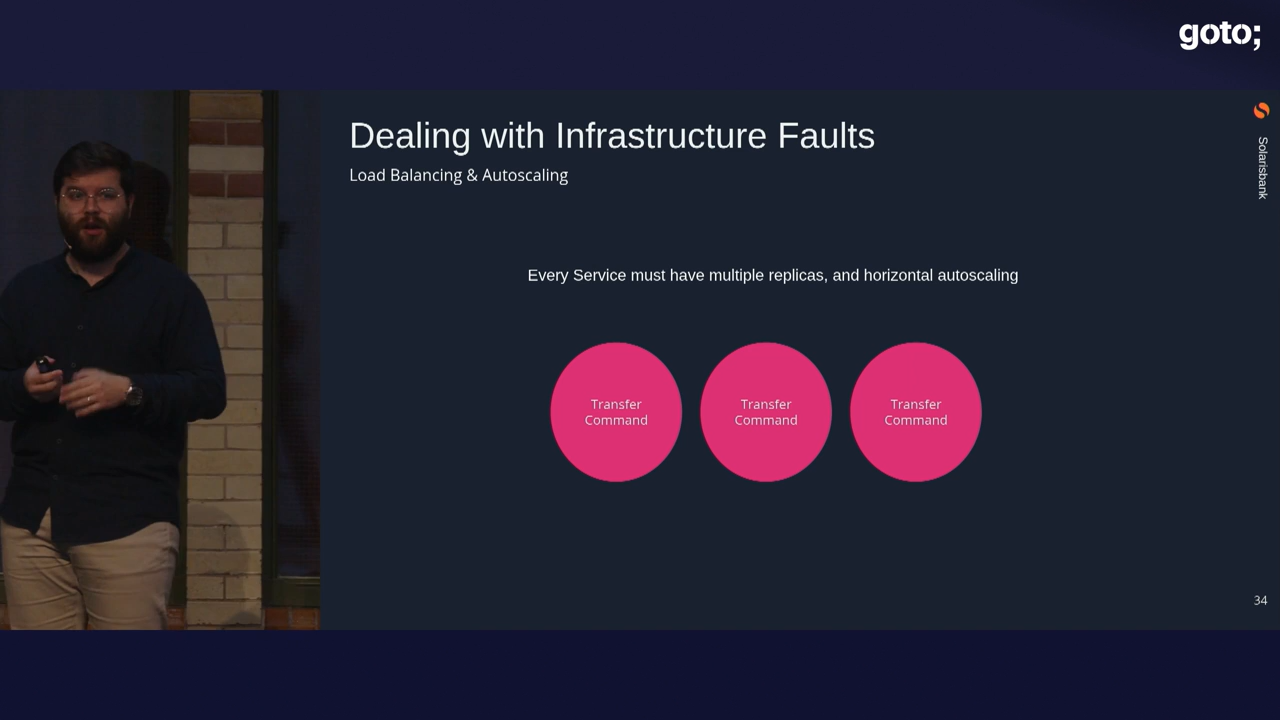 goto;
Dealing with Infrastructure Faults
Load Balancing & Autoscaling
Solarisbank
Every Service must have multiple replicas, and horizontal autoscaling
Transfer
Command
Transfer
Command
Transfer
Command
34